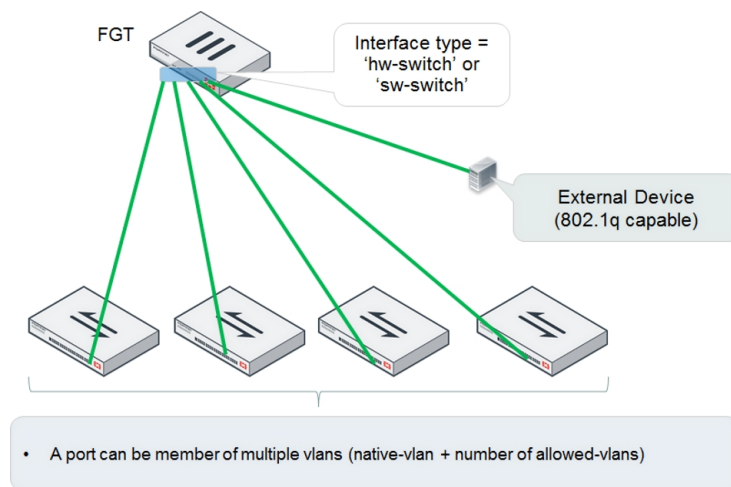 FGT
Interface type =
‘hw-switch’ or
‘sw-switch’
External Device
(802.1q capable)
• A port can be member of multiple vlans (native-vlan + number of allowed-vlans)